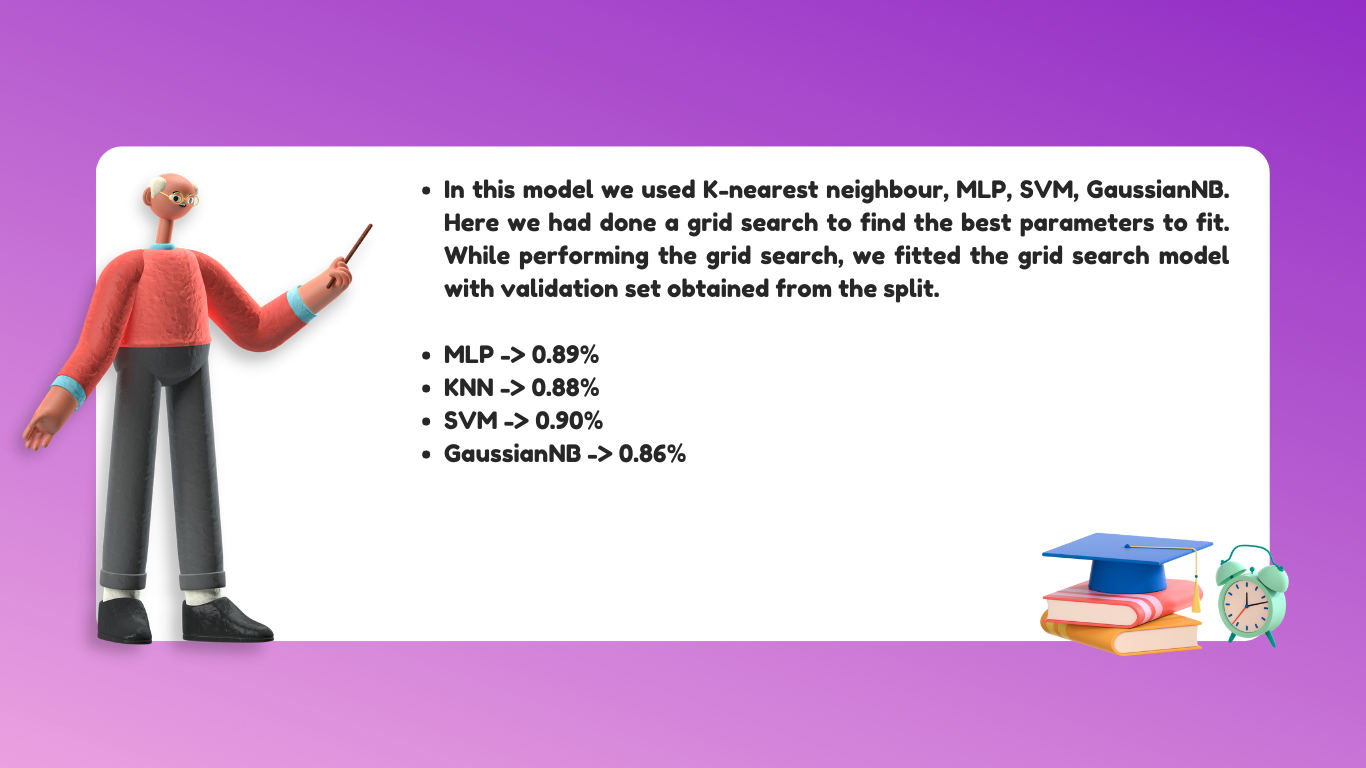 • In this model we used K-nearest neighbour, MLP, SVM, GaussianNB.
Here we had done a grid search to find the best parameters to fit.
While performing the grid search, we fitted the grid search model
with validation set obtained from the split.
• MLP -> 0.89%
• KNN -> 0.88%
• SVM -> 0.90%
• GaussianNB -> 0.86%